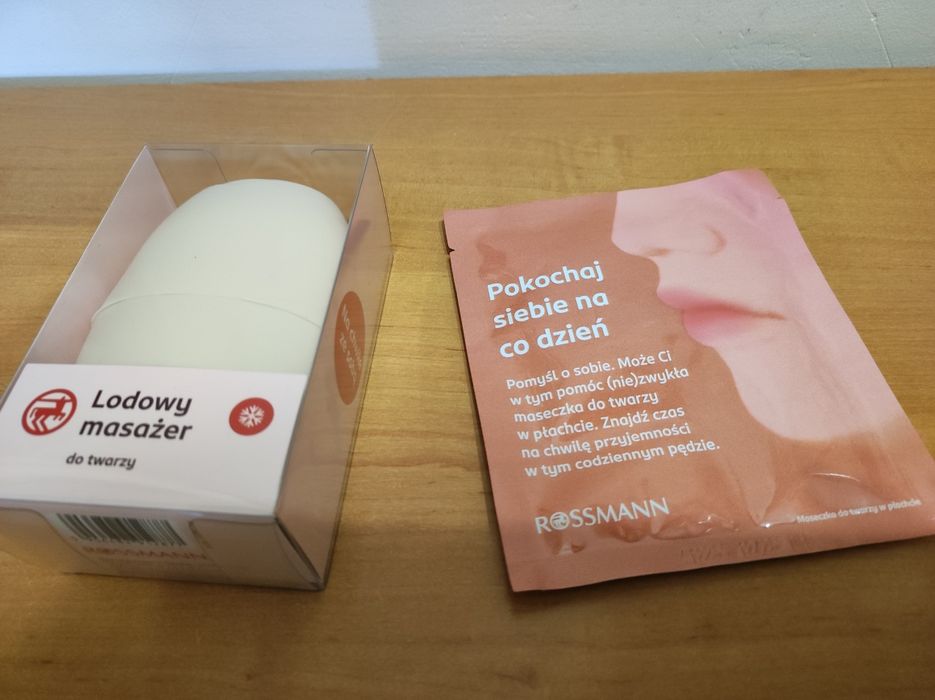 Lodowy
masażer
do twarzy
ROSSMANN
Pokochaj
siebie na
co dzień
Pomyśl o sobie. Może Ci
w tym pomóc (nie)zwykła
maseczka do twarzy
w płachcie. Znajdź czas
na chwilę przyjemności
w tym codziennym pędzie.
ROSSMANN
Maseczka do twarzy w płachcie